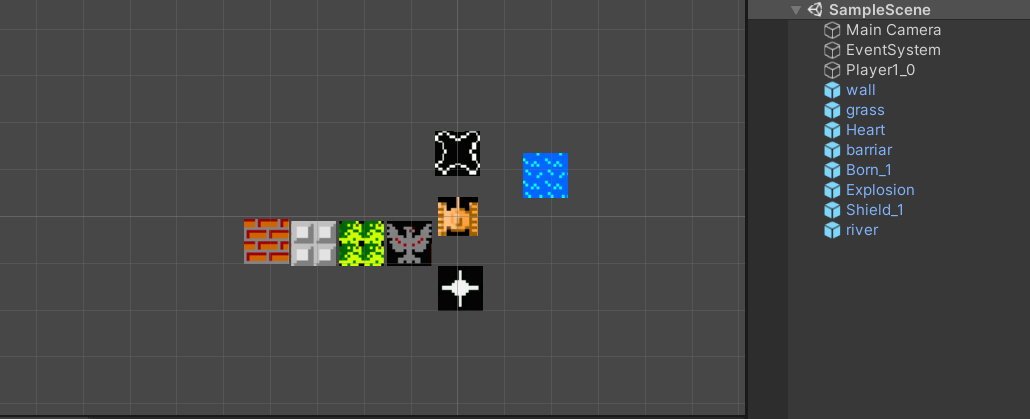 SampleScene
Main Camera
EventSystem
Player1_0
wall
grass
Heart
barriar
Born_1
Explosion
Shield_1
river